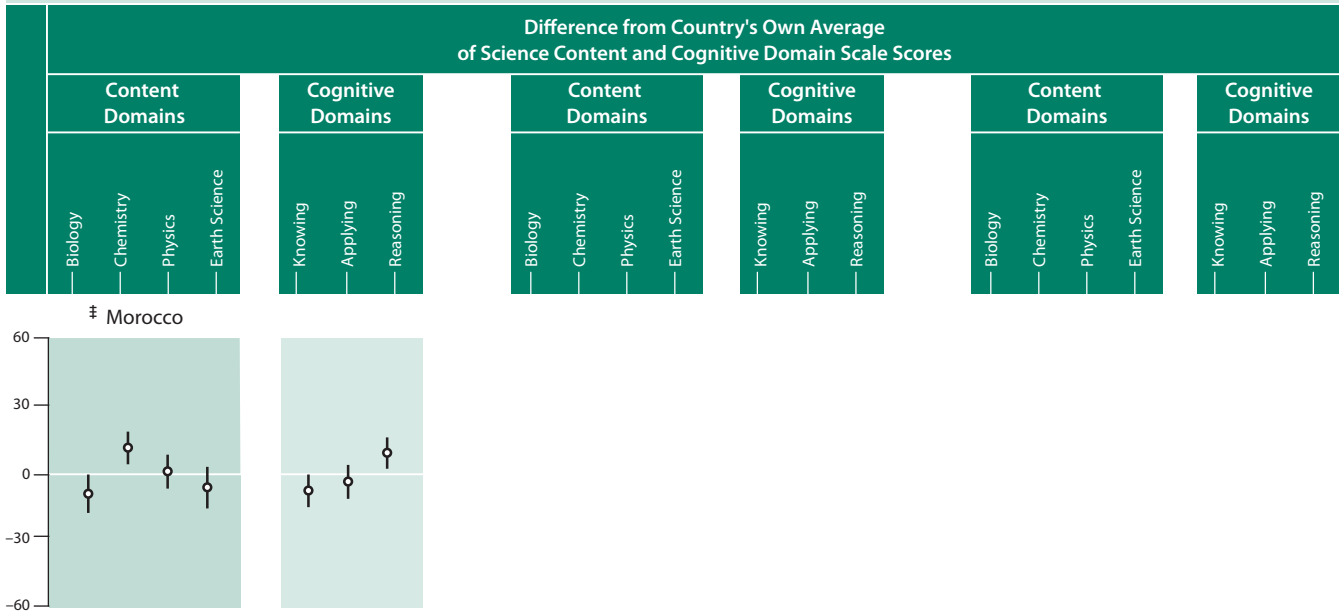 Difference from Country's Own Average
of Science Content and Cognitive Domain Scale Scores
Content
Domains
Cognitive
Domains
Content
Domains
Cognitive
Domains
Content
Domains
Cognitive
Domains
Biology
Chemistry
Physics
Earth Science
Knowing
Applying
Reasoning
Biology
Chemistry
Physics
Earth Science
Knowing
Applying
Reasoning
Biology
Chemistry
Physics
Earth Science
Knowing
Applying
Reasoning
‡ Morocco
60
30
0
–30
–60